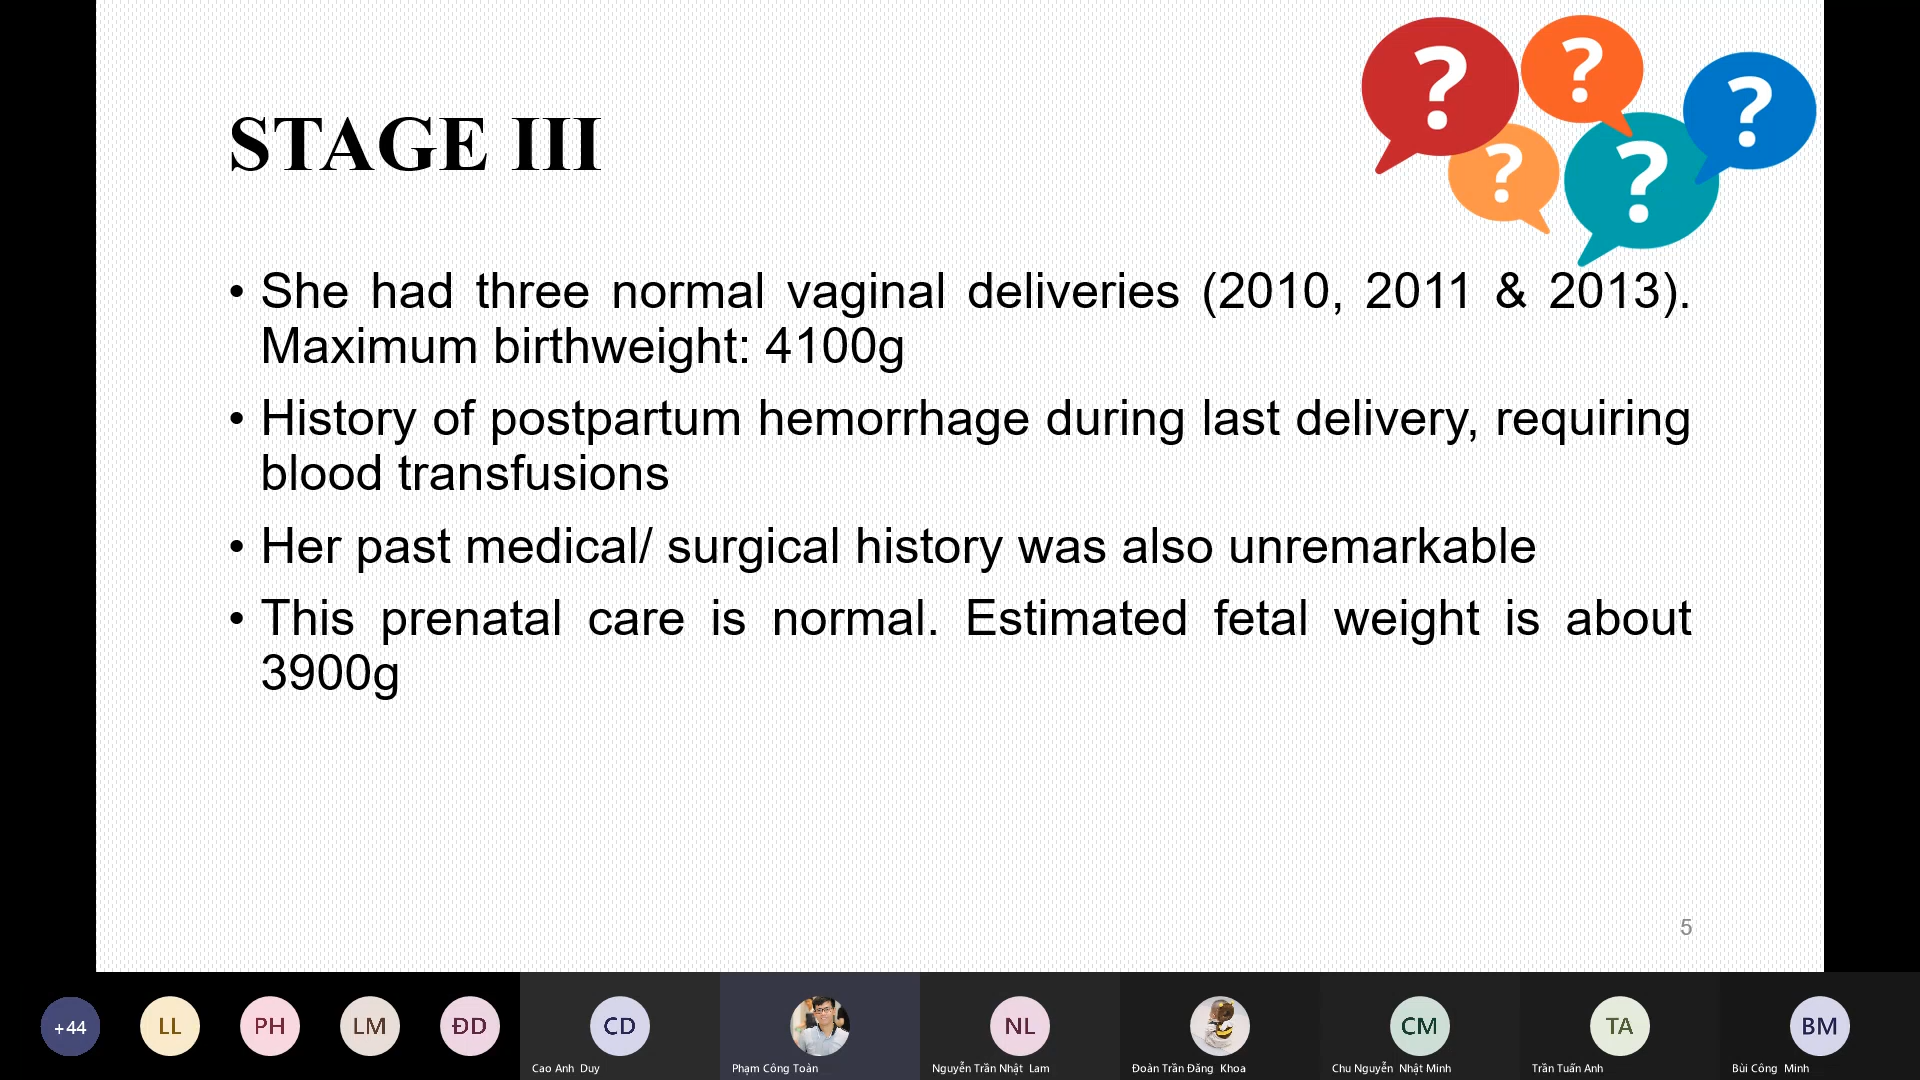 STAGE III
? ? ? ? ?
• She had three normal vaginal deliveries (2010, 2011 & 2013).
Maximum birthweight: 4100g
• History of postpartum hemorrhage during last delivery, requiring
blood transfusions
• Her past medical/ surgical history was also unremarkable
• This prenatal care is normal. Estimated fetal weight is about
3900g
5
+44 LL PH LM ĐD CD NL CM TA BM
Cao Anh Duy Phạm Công Toàn Nguyễn Trần Nhật Lam Đoàn Trần Đăng Khoa Chu Nguyễn Nhật Minh Trần Tuấn Anh Bùi Công Minh